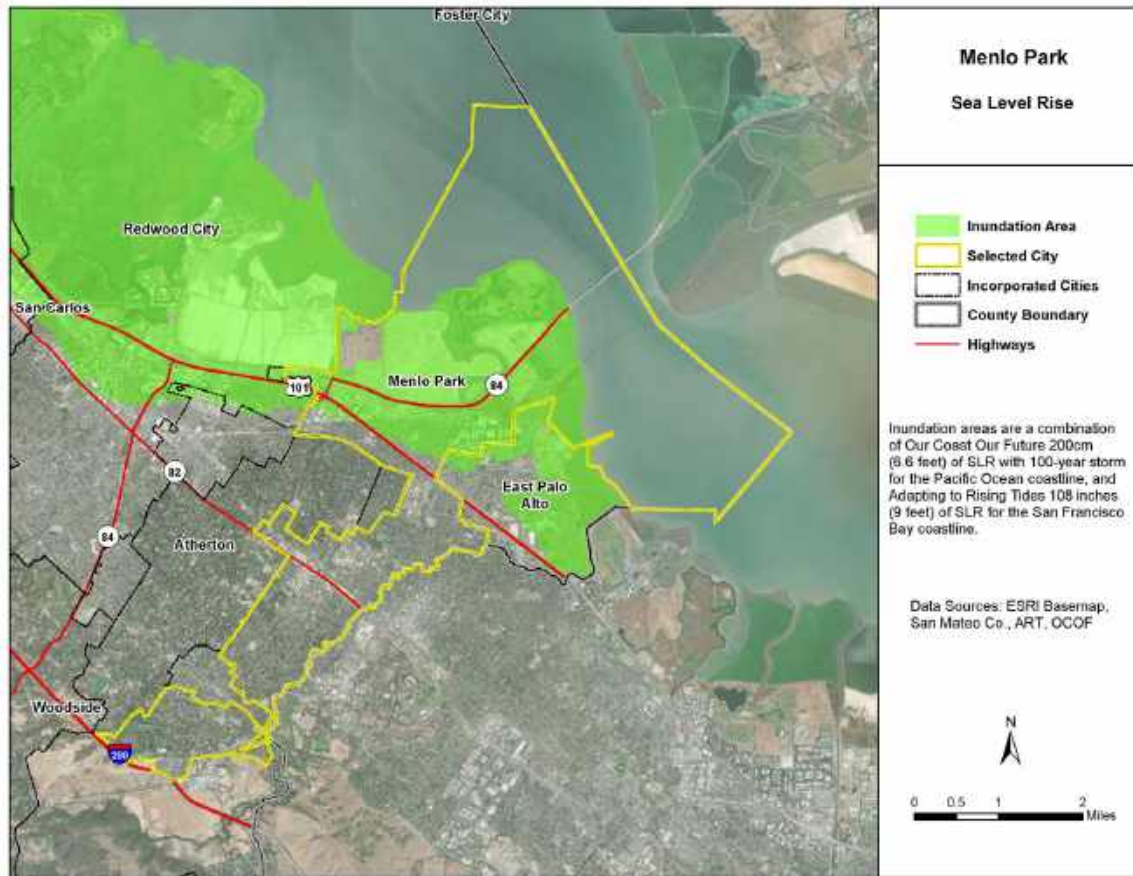 Foster City
Redwood City
San Carlos
101
Menlo Park
84
82
East Palo
Alto
84
Atherton
Woodside
280
Menlo Park
Sea Level Rise
Inundation Area
Selected City
Incorporated Cities
County Boundary
Highways
Inundation areas are a combination
of Our Coast Our Future 200cm
(6.6 feet) of SLR with 100-year storm
for the Pacific Ocean coastline, and
Adapting to Rising Tides 108 inches
(9 feet) of SLR for the San Francisco
Bay coastline.
Data Sources: ESRI Basemap,
San Mateo Co., ART, OCOF
N
0 0.5 1 2
Miles